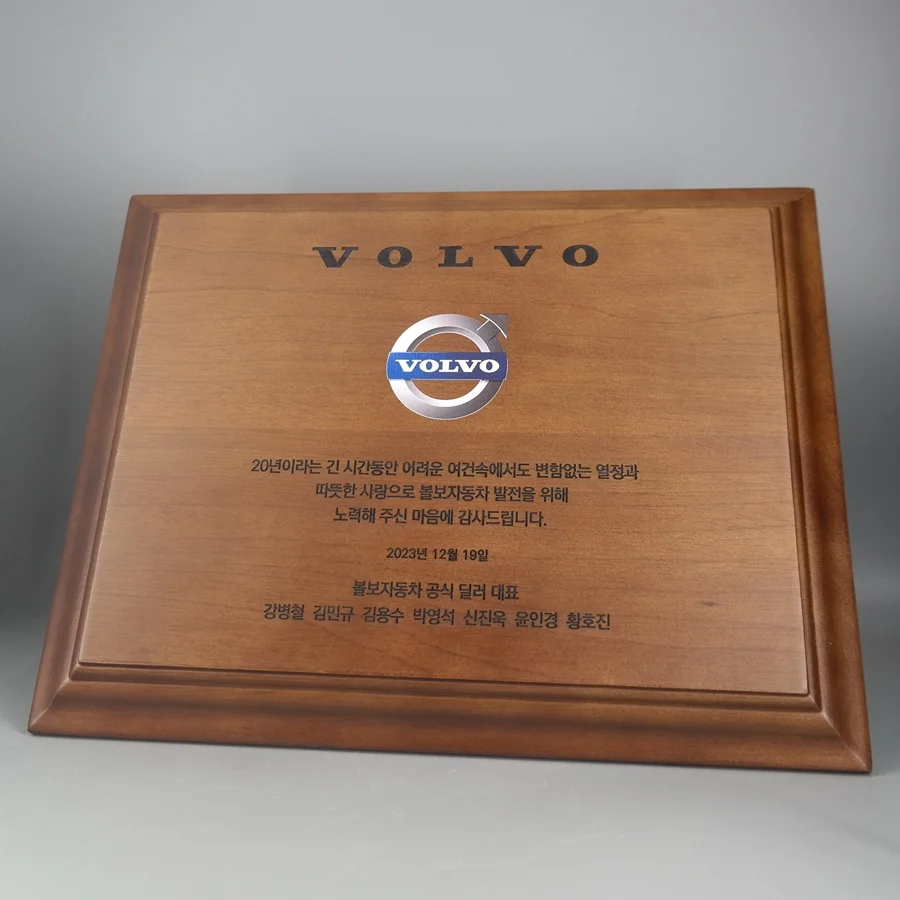 VOLVO
VOLVO
20년이라는 긴 시간동안 어려운 여건속에서도 변함없는 열정과
따뜻한 사랑으로 볼보자동차 발전을 위해
노력해 주신 마음에 감사드립니다.
2023년 12월 19일
볼보자동차 공식 딜러 대표
강병철 김민규 김용수 박영석 신진욱 윤인경 황호진